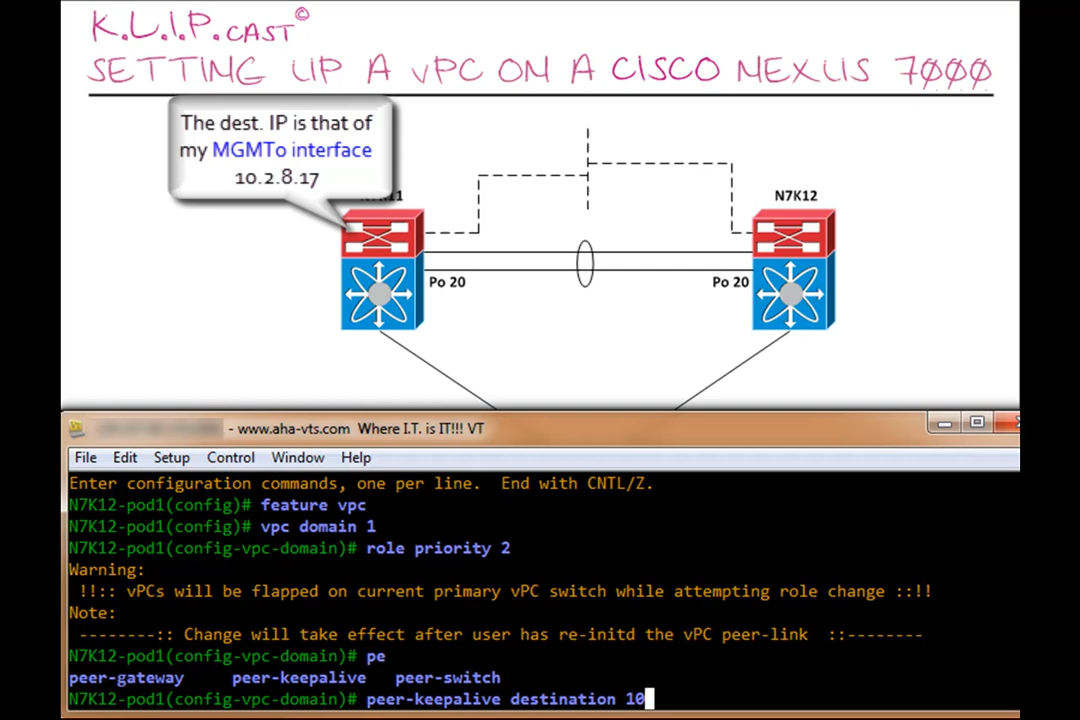 K.L.I.P.CAST©
SETTING UP A vPC ON A CISCO NEXUS 7000
The dest. IP is that of
my MGMT0 interface
10.2.8.17
N7K12
Po 20
Po 20
- www.aha-vts.com Where I.T. is IT!!! VT
File Edit Setup Control Window Help
Enter configuration commands, one per line. End with CNTL/Z.
N7K12-pod1(config)# feature vpc
N7K12-pod1(config)# vpc domain 1
N7K12-pod1(config-vpc-domain)# role priority 2
Warning:
!!:: vPCs will be flapped on current primary vPC switch while attempting role change ::!!
Note:
--------:: Change will take effect after user has re-initd the vPC peer-link ::--------
N7K12-pod1(config-vpc-domain)# pe
peer-gateway peer-keepalive peer-switch
N7K12-pod1(config-vpc-domain)# peer-keepalive destination 10